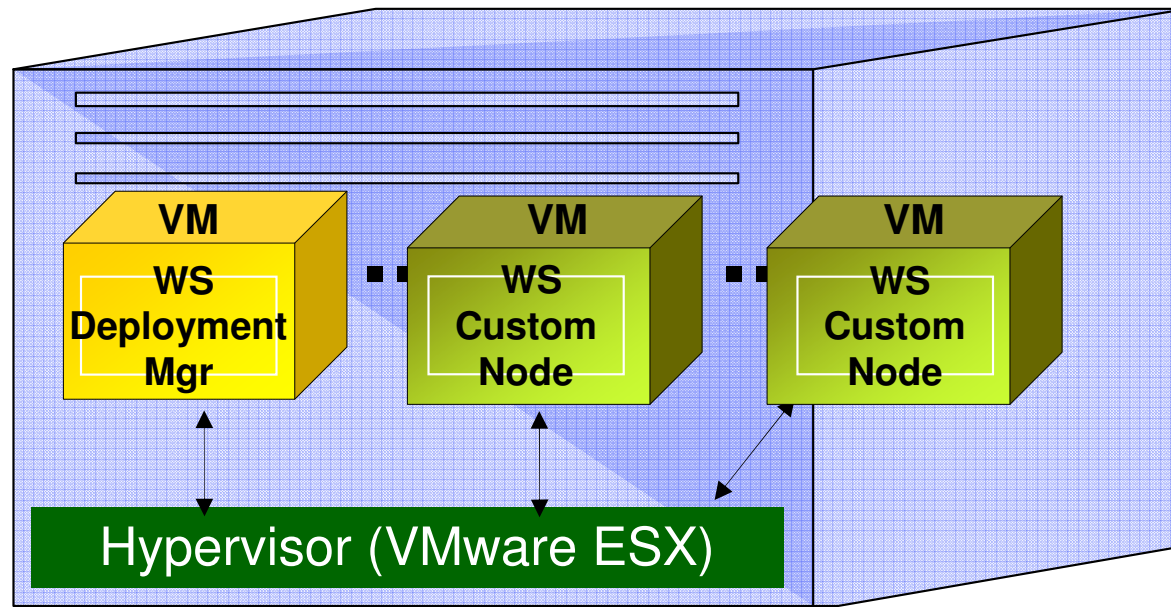 VM
WS
Deployment
Mgr
VM
WS
Custom
Node
VM
WS
Custom
Node
Hypervisor (VMware ESX)